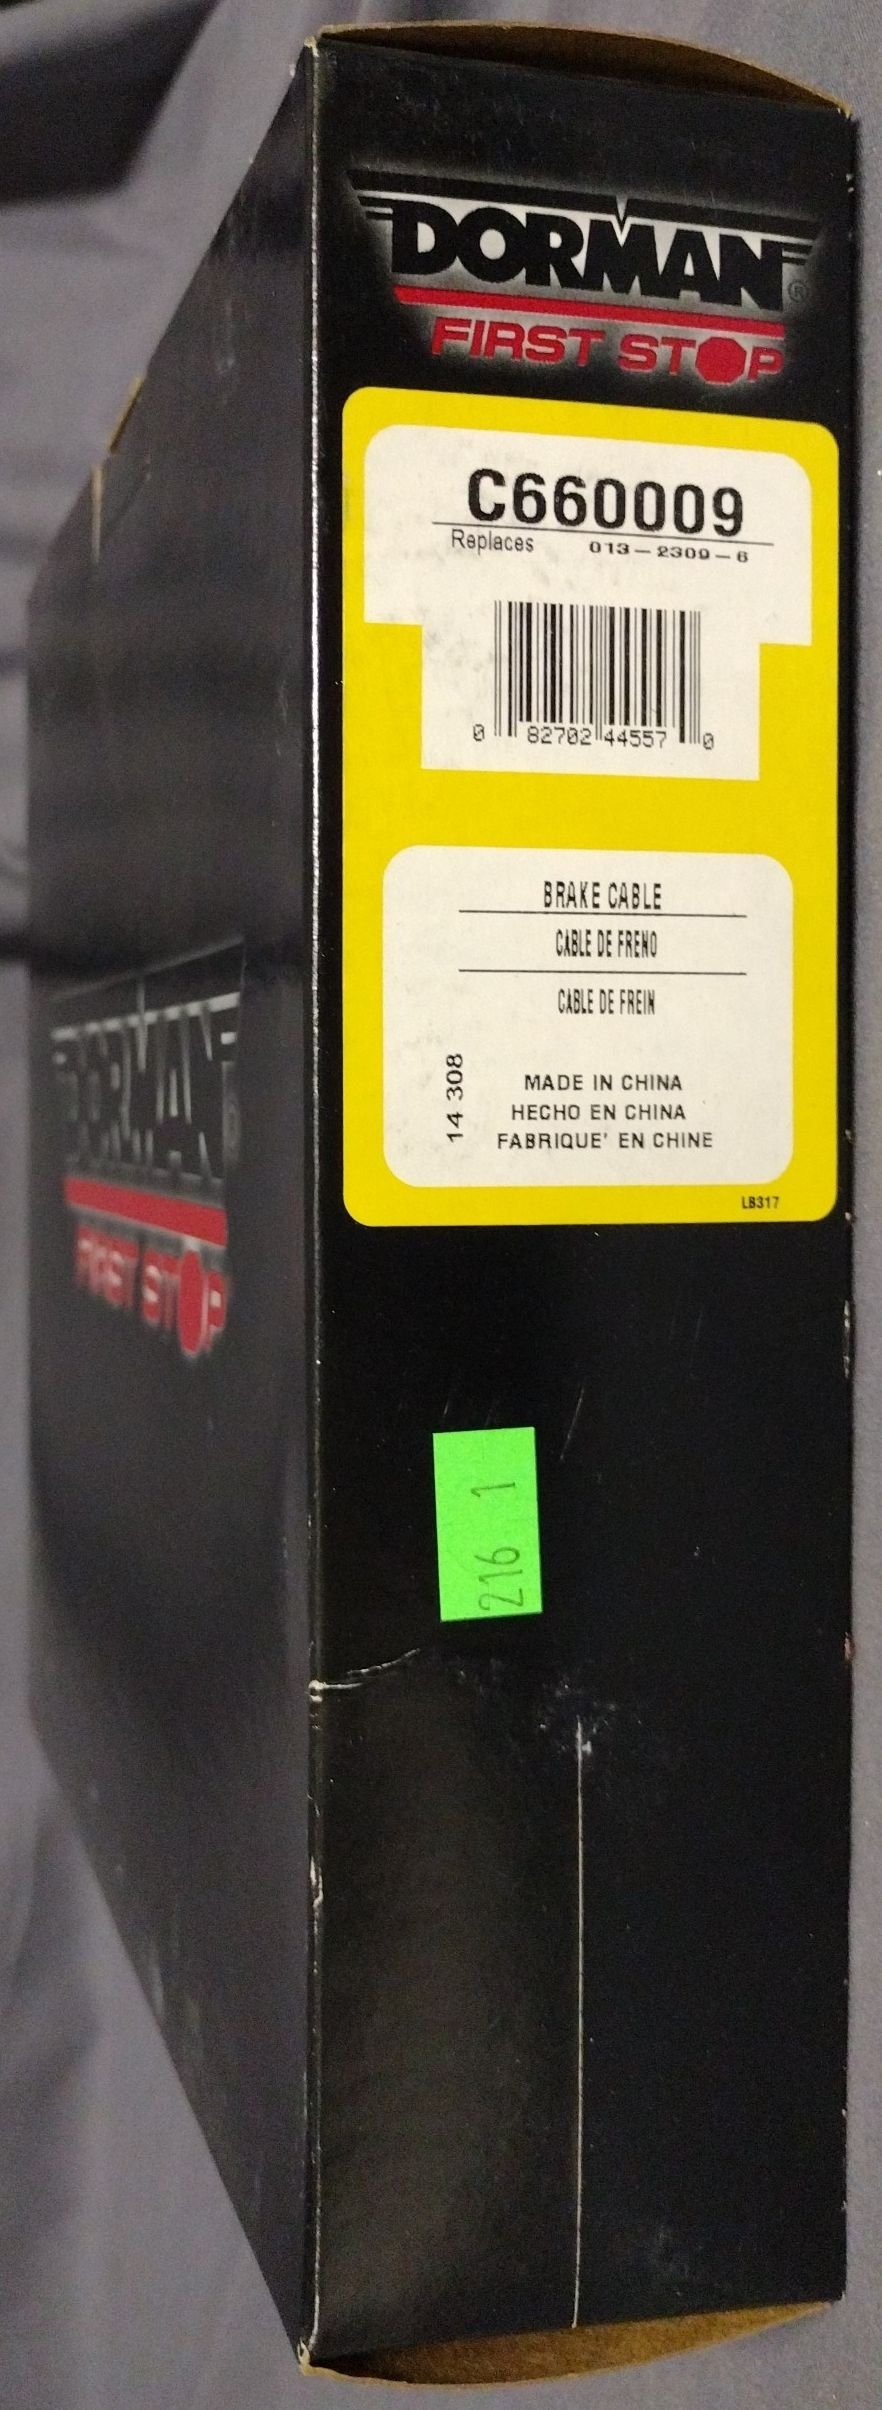 DORMAN®
FIRST STOP
C660009
Replaces 013-2309-6
0 82702 44557 0
BRAKE CABLE
CABLE DE FRENO
CABLE DE FREIN
14 308
MADE IN CHINA
HECHO EN CHINA
FABRIQUE' EN CHINE
LB317
216 1
DORMAN®
FIRST STOP